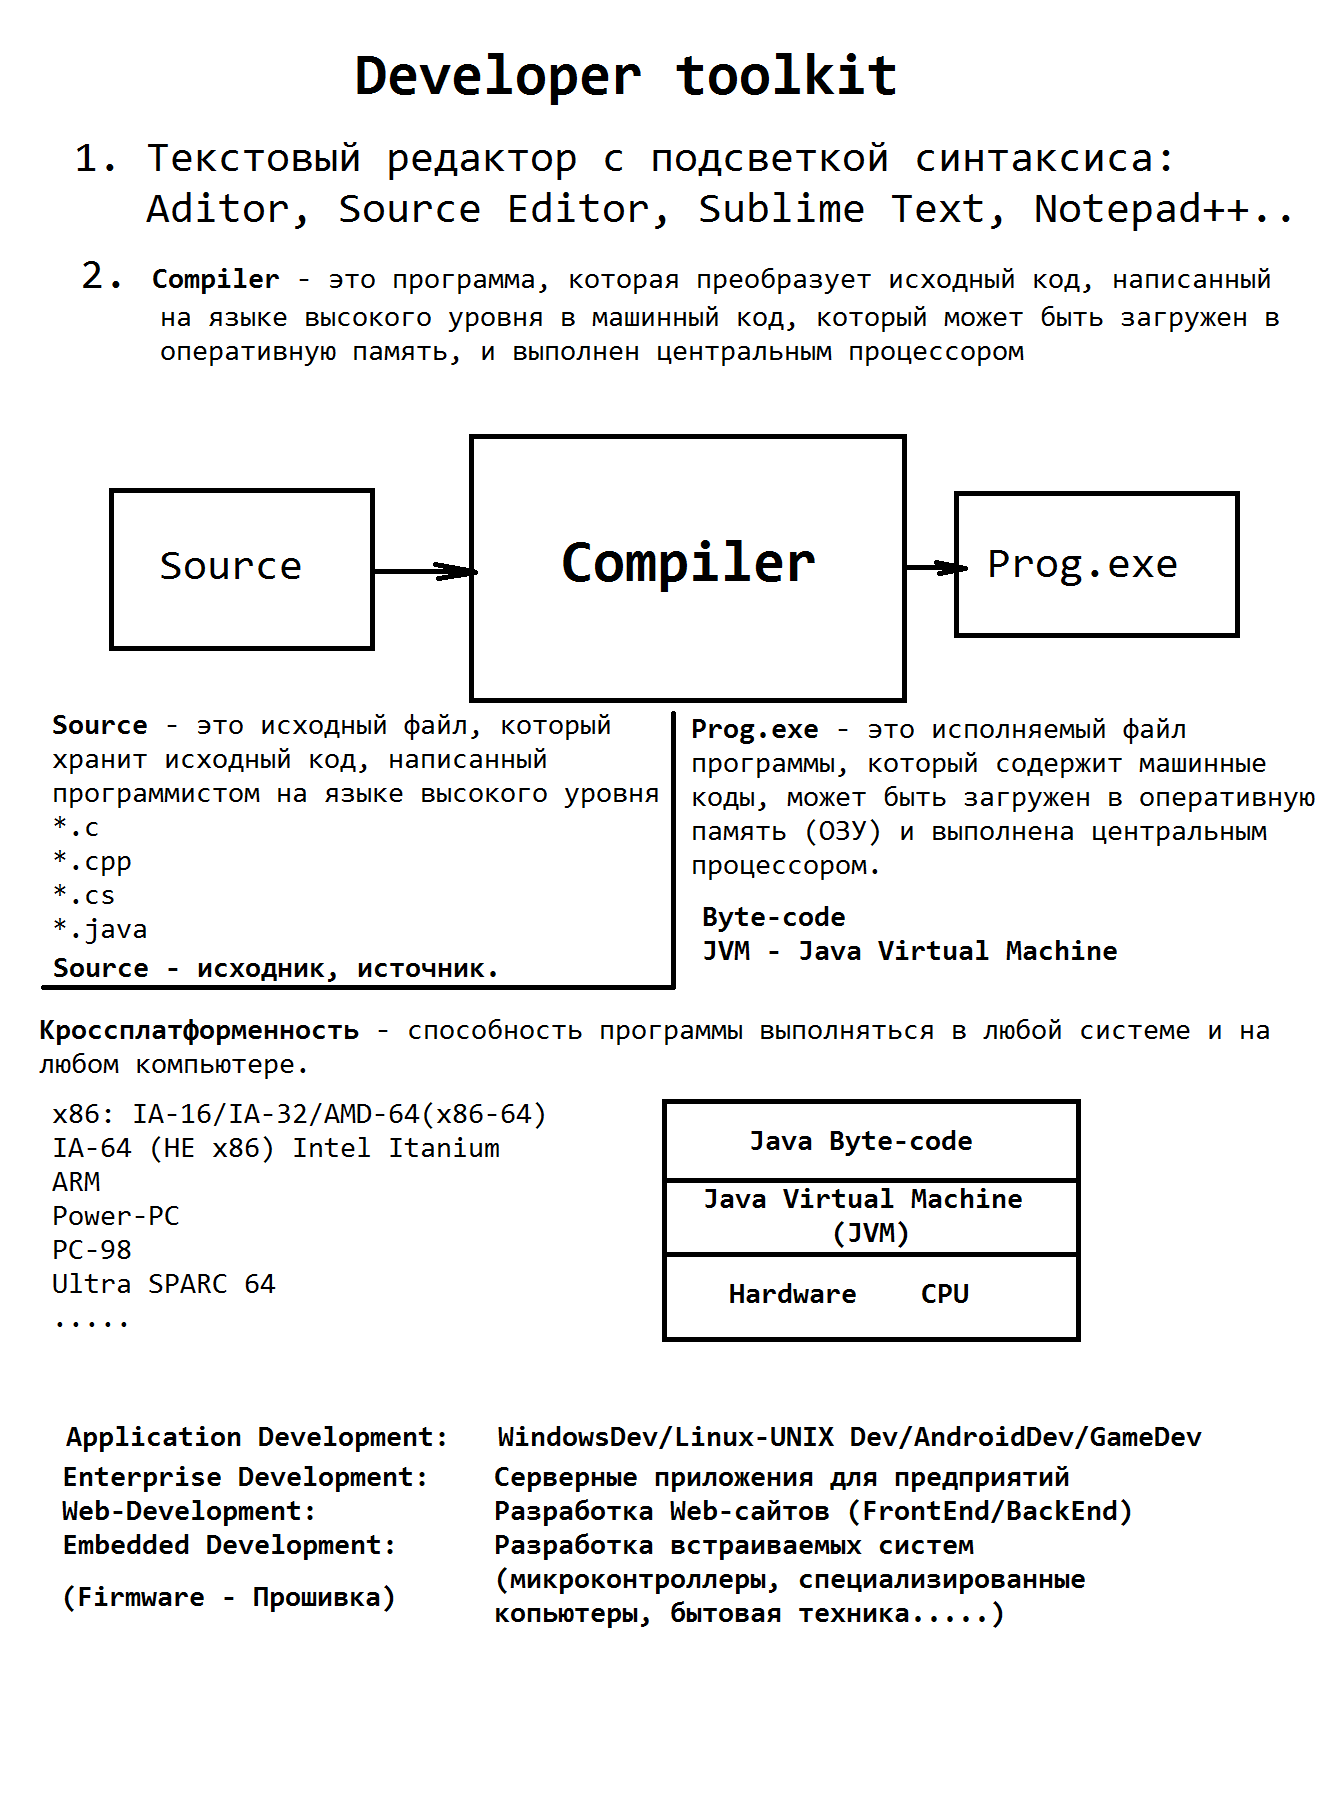 Developer toolkit
1. Текстовый редактор с подсветкой синтаксиса:
Aditor, Source Editor, Sublime Text, Notepad++..
2. Compiler - это программа, которая преобразует исходный код, написанный
на языке высокого уровня в машинный код, который может быть загружен в
оперативную память, и выполнен центральным процессором
Source
Compiler
Prog.exe
Source - это исходный файл, который
хранит исходный код, написанный
программистом на языке высокого уровня
*.c
*.cpp
*.cs
*.java
Source - исходник, источник.
Prog.exe - это исполняемый файл
программы, который содержит машинные
коды, может быть загружен в оперативную
память (ОЗУ) и выполнена центральным
процессором.
Byte-code
JVM - Java Virtual Machine
Кроссплатформенность - способность программы выполняться в любой системе и на
любом компьютере.
x86: IA-16/IA-32/AMD-64(x86-64)
IA-64 (НЕ x86) Intel Itanium
ARM
Power-PC
PC-98
Ultra SPARC 64
.....
Java Byte-code
Java Virtual Machine
(JVM)
Hardware CPU
Application Development: WindowsDev/Linux-UNIX Dev/AndroidDev/GameDev
Enterprise Development: Серверные приложения для предприятий
Web-Development: Разработка Web-сайтов (FrontEnd/BackEnd)
Embedded Development: Разработка встраиваемых систем
(микроконтроллеры, специализированные
(Firmware - Прошивка)
копьютеры, бытовая техника.....)